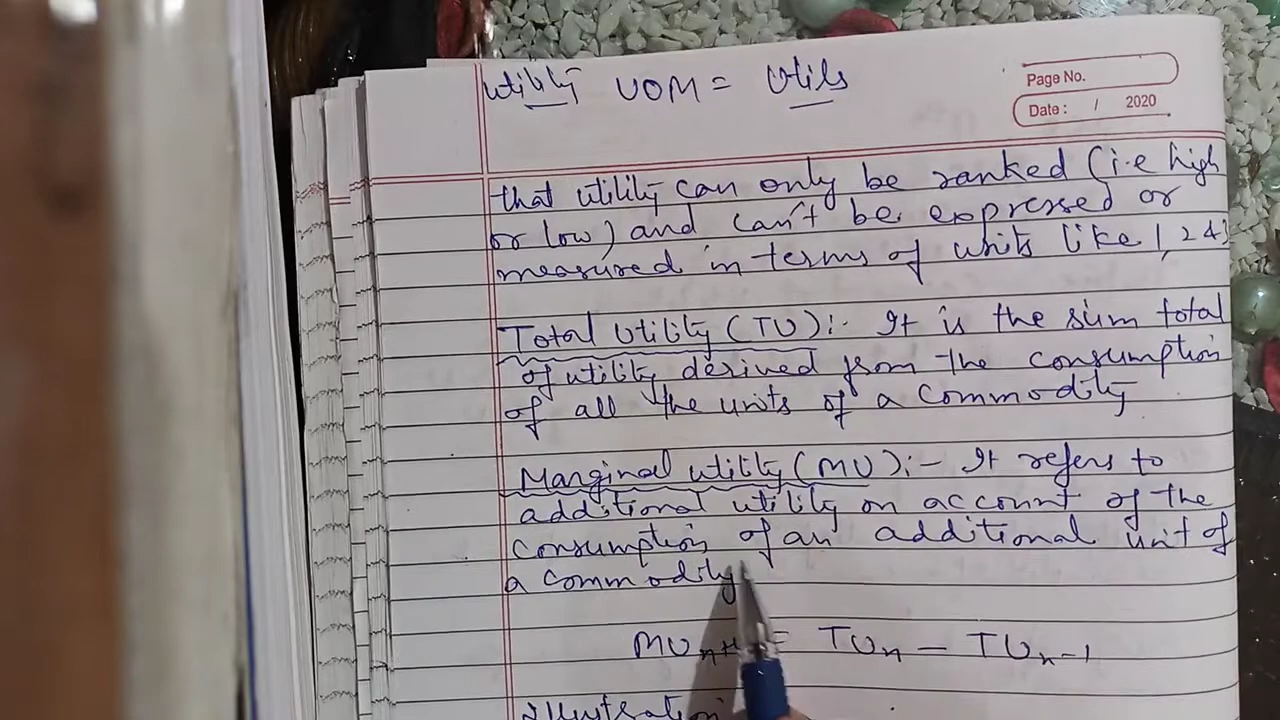 utility UOM = Utils
Page No.
Date: / 2020
that utility can only be ranked (i.e high
or low) and can't be expressed or
measured in terms of units like 1, 2 4
Total Utility (TU):- It is the sum total
of utility derived from the consumption
of all the units of a commodity
Marginal utility (MU):- It refers to
additional utility on account of the
consumption of an additional unit of
a commodity
= TUn - TUn-1
Illustration